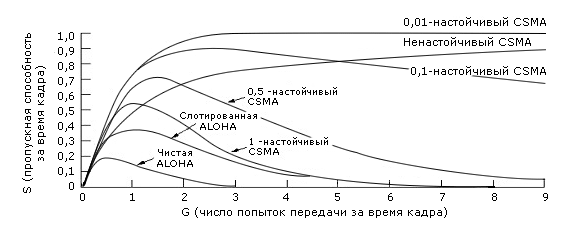 0,01-настойчивый CSMA
Ненастойчивый CSMA
0,1-настойчивый CSMA
0,5 -настойчивый
CSMA
Слотированная
ALOHA
1 -настойчивый
CSMA
Чистая
ALOHA
S (пропускная способность
за время кадра)
1,0
0,9
0,8
0,7
0,6
0,5
0,4
0,3
0,2
0,1
0
0 1 2 3 4 5 6 7 8 9
G (число попыток передачи за время кадра)